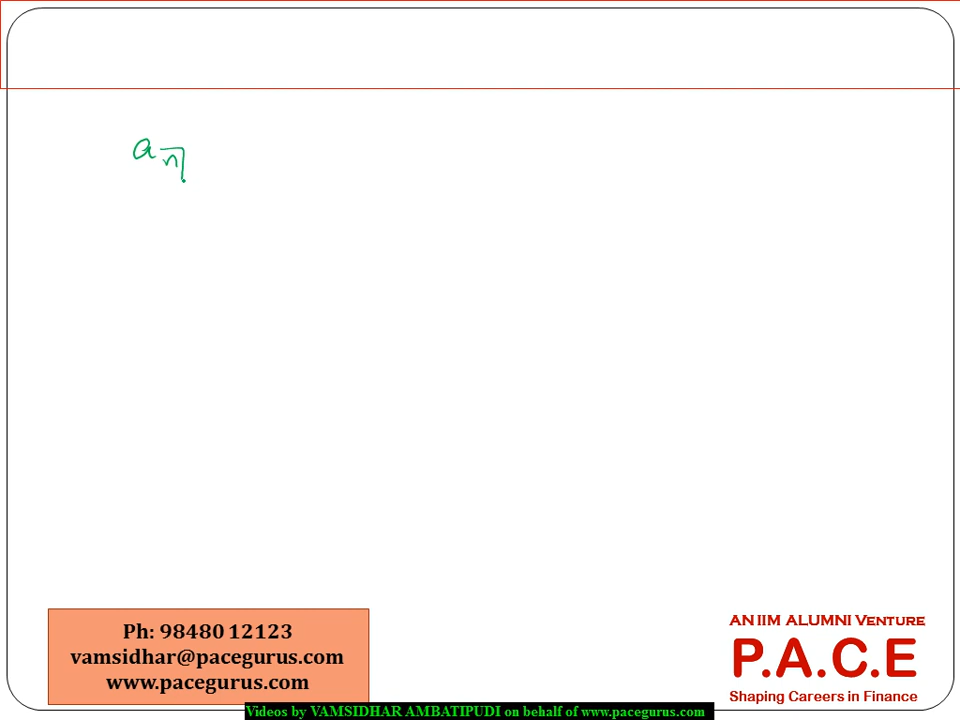 a n̅|
Ph: 98480 12123
vamsidhar@pacegurus.com
www.pacegurus.com
AN IIM ALUMNI VENTURE
P.A.C.E
Shaping Careers in Finance
Videos by VAMSIDHAR AMBATIPUDI on behalf of www.pacegurus.com